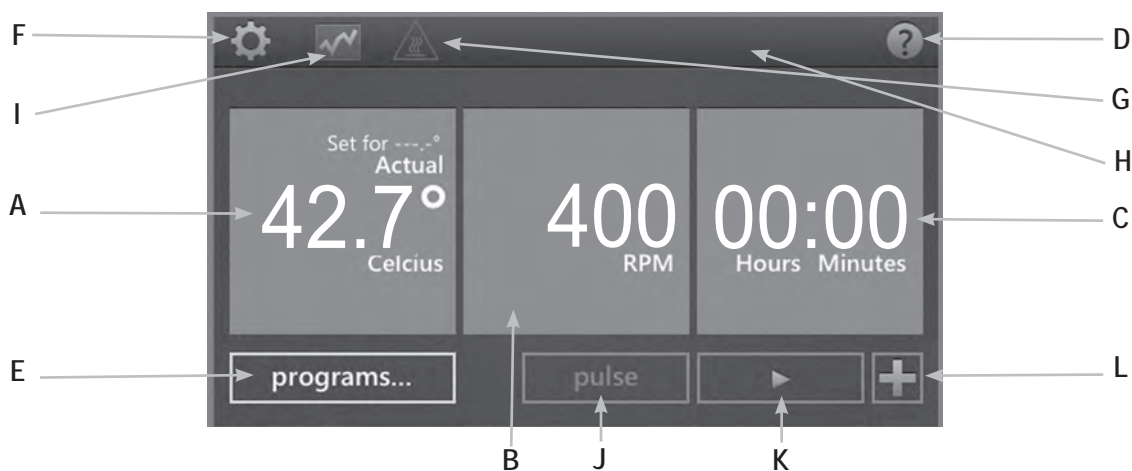 F
D
I
G
?
H
Set for ---.-°
Actual
A
42.7°
400
00:00
C
Celcius
RPM
Hours Minutes
E
programs...
pulse
L
B
J
K